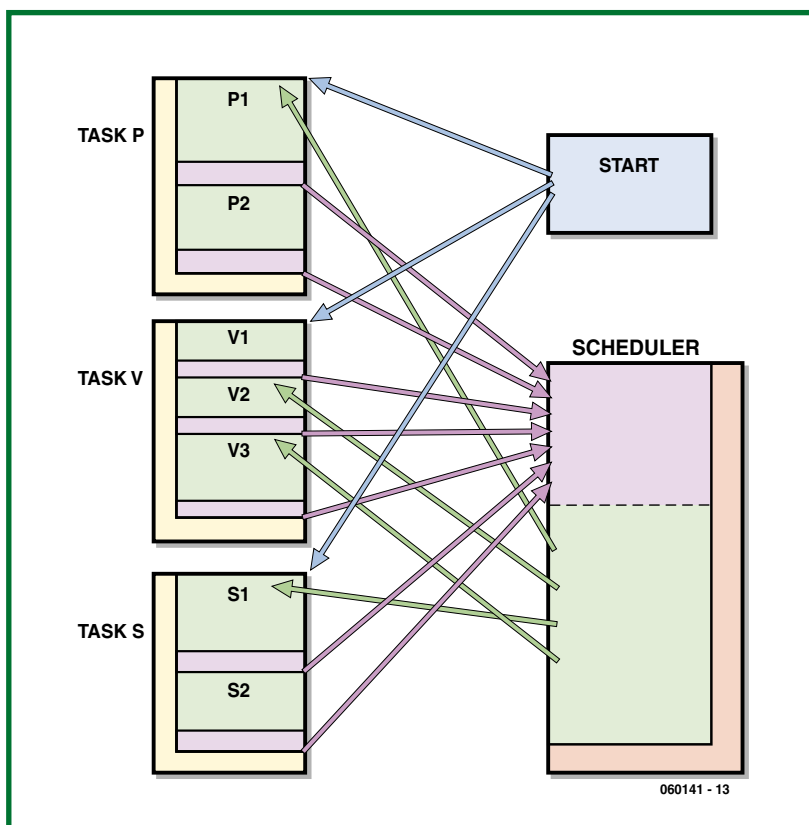 TASK P
P1
P2
START
TASK V
V1
V2
V3
SCHEDULER
TASK S
S1
S2
060141 - 13